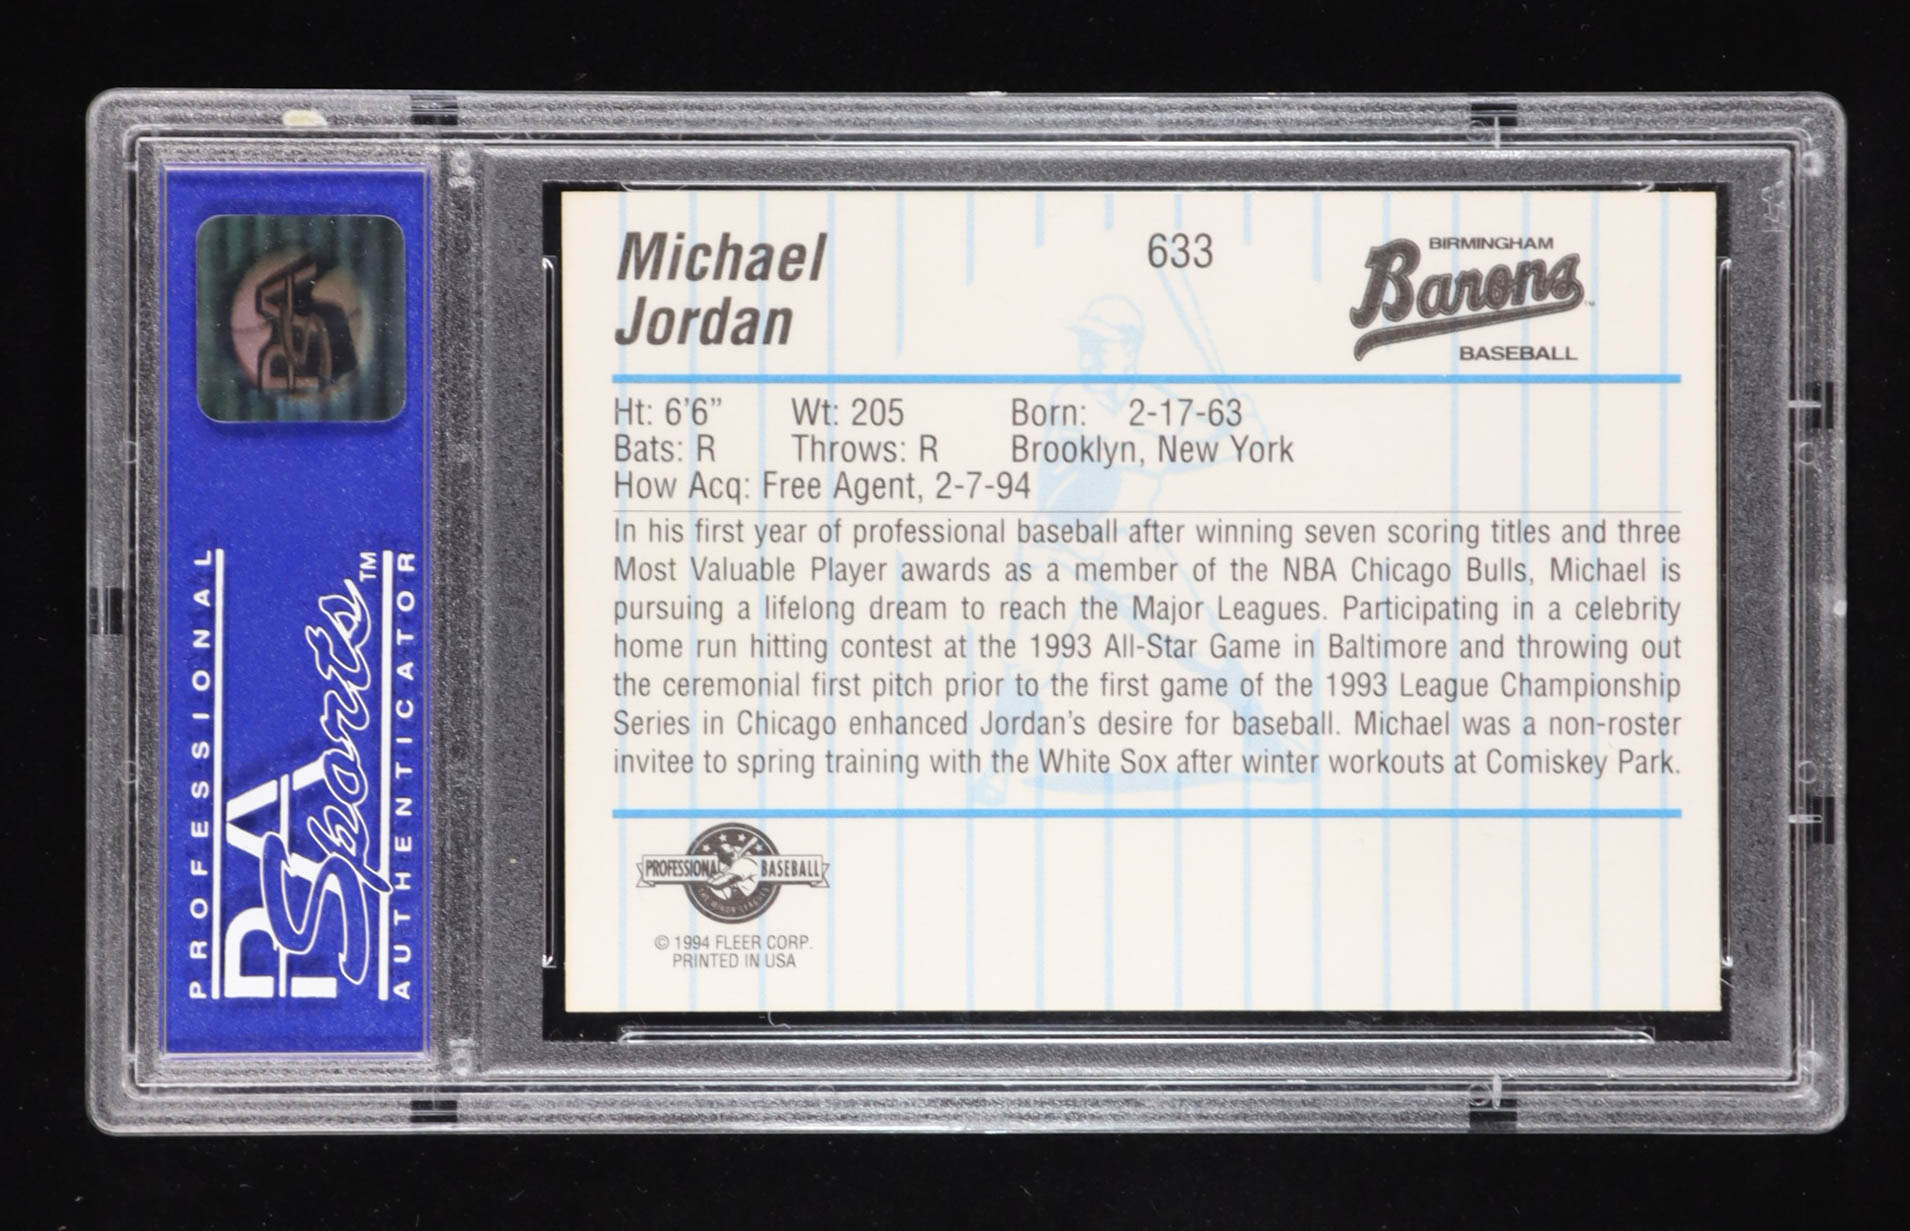 PROFESSIONAL
PSA
Sports™
AUTHENTICATOR
PSA
Michael
Jordan
633
BIRMINGHAM
Barons™
BASEBALL
Ht: 6'6" Wt: 205 Born: 2-17-63
Bats: R Throws: R Brooklyn, New York
How Acq: Free Agent, 2-7-94
In his first year of professional baseball after winning seven scoring titles and three
Most Valuable Player awards as a member of the NBA Chicago Bulls, Michael is
pursuing a lifelong dream to reach the Major Leagues. Participating in a celebrity
home run hitting contest at the 1993 All-Star Game in Baltimore and throwing out
the ceremonial first pitch prior to the first game of the 1993 League Championship
Series in Chicago enhanced Jordan's desire for baseball. Michael was a non-roster
invitee to spring training with the White Sox after winter workouts at Comiskey Park.
PROFESSIONAL BASEBALL
THE MINOR LEAGUES
© 1994 FLEER CORP.
PRINTED IN USA